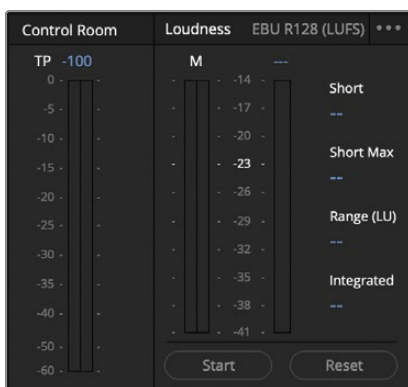 Control Room
Loudness EBU R128 (LUFS)
TP -100
0
-5
-10
-15
-20
-25
-30
-35
-40
-50
-60
M ---
-14
-17
-20
-23
-26
-29
-32
-35
-38
-41
Short
--
Short Max
--
Range (LU)
--
Integrated
--
Start Reset